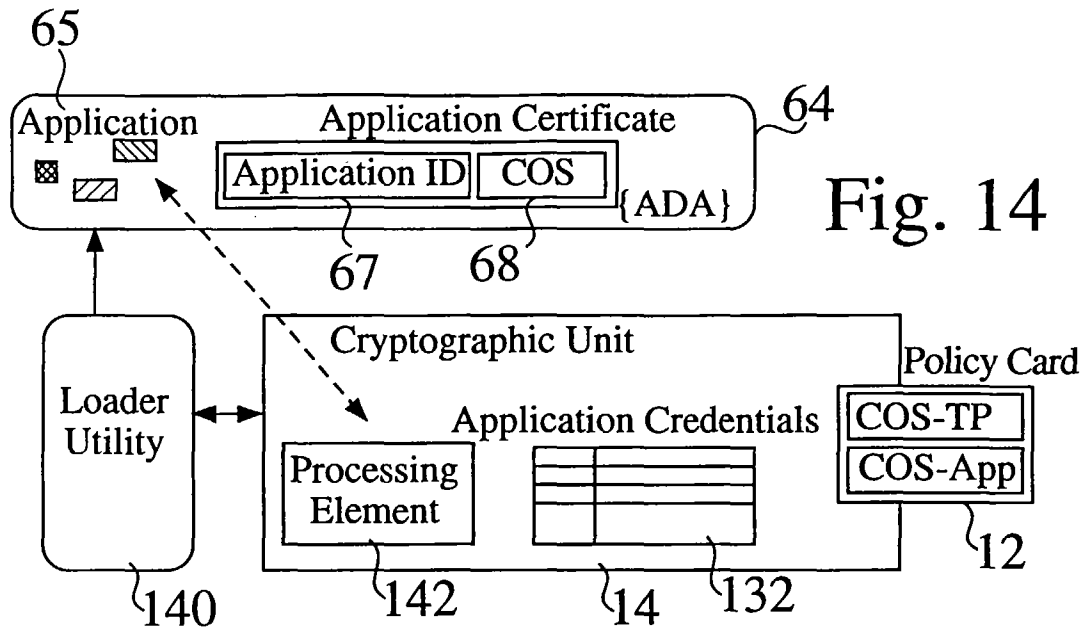 65
Application
Application Certificate
64
Application ID
COS
{ADA}
Fig. 14
67
68
Cryptographic Unit
Policy Card
Loader
Utility
Application Credentials
COS-TP
COS-App
Processing
Element
12
140
142
14
132